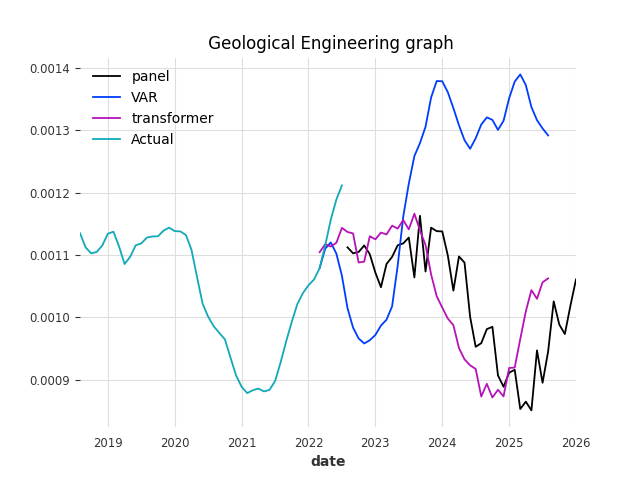 Geological Engineering graph
panel
VAR
transformer
Actual
0.0014
0.0013
0.0012
0.0011
0.0010
0.0009
2019 2020 2021 2022 2023 2024 2025 2026
date